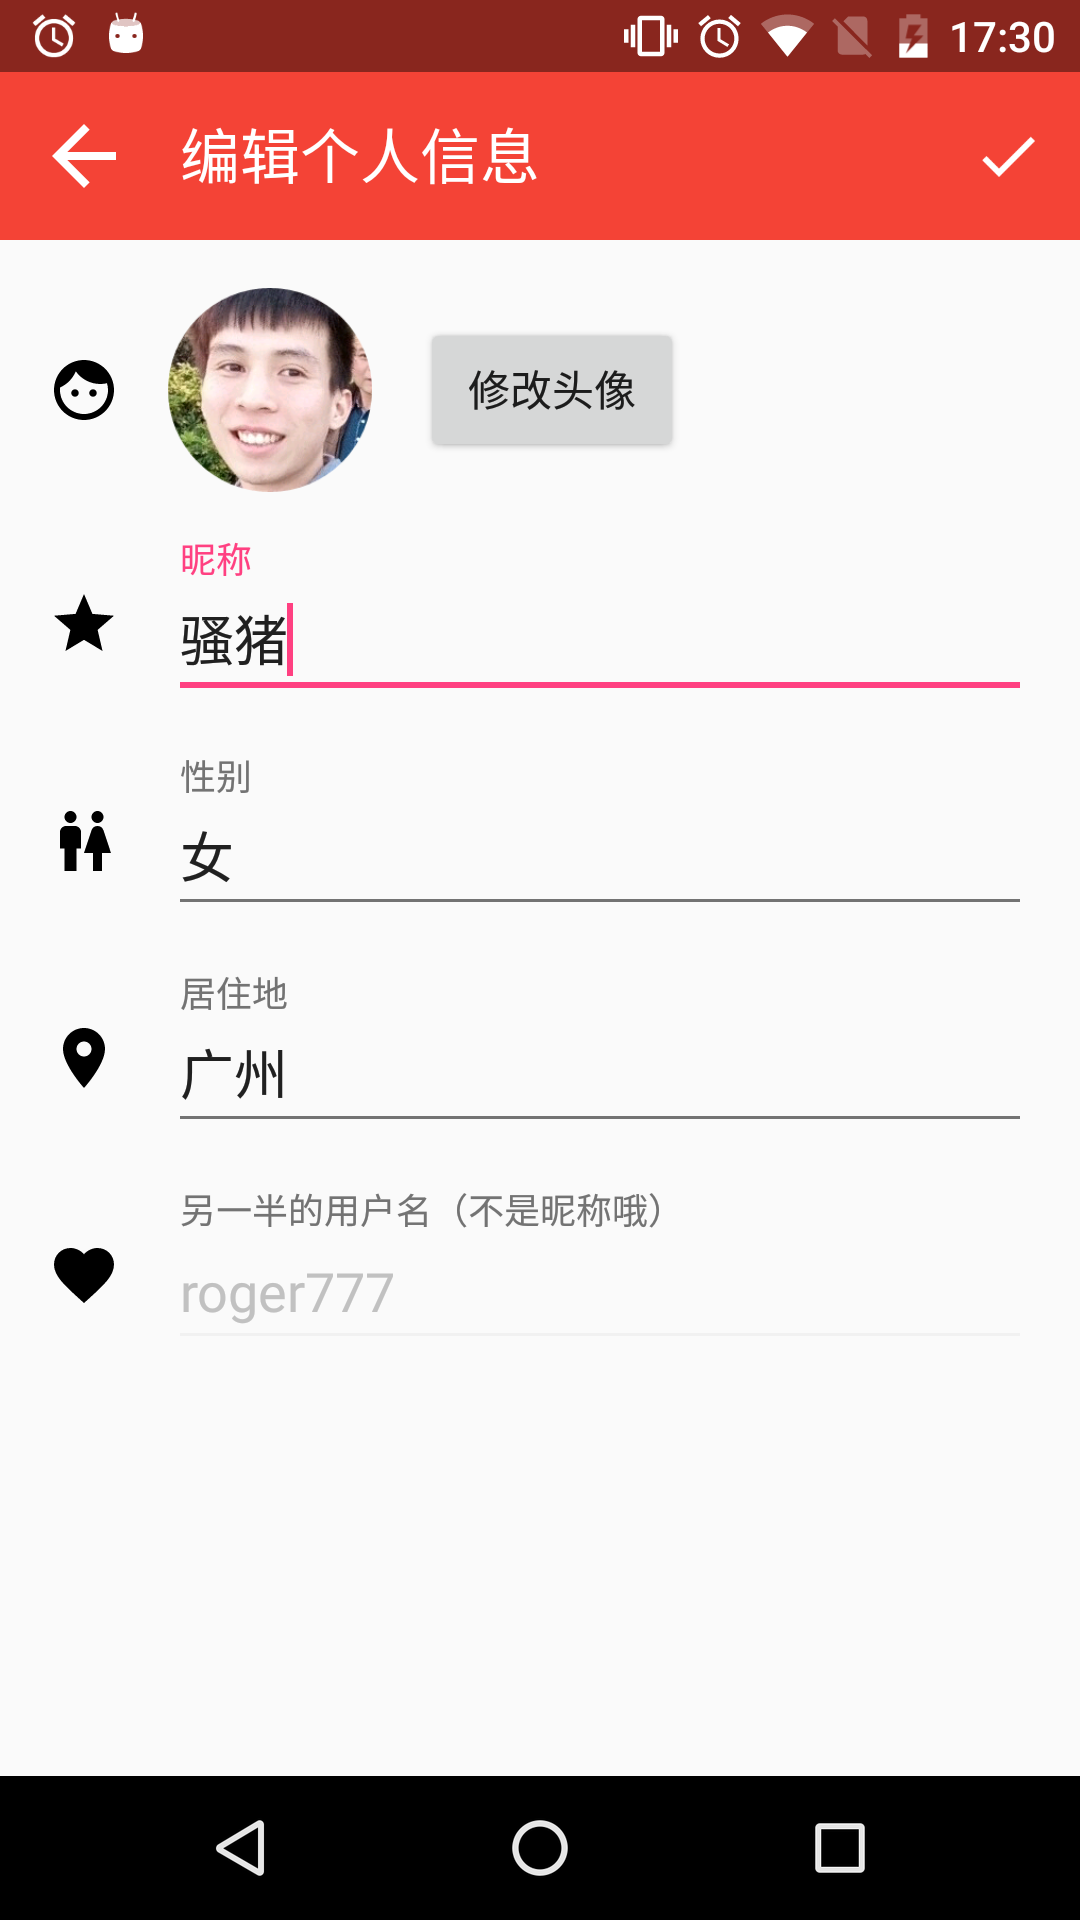 17:30
编辑个人信息
修改头像
昵称
骚猪
性别
女
居住地
广州
另一半的用户名（不是昵称哦）
roger777